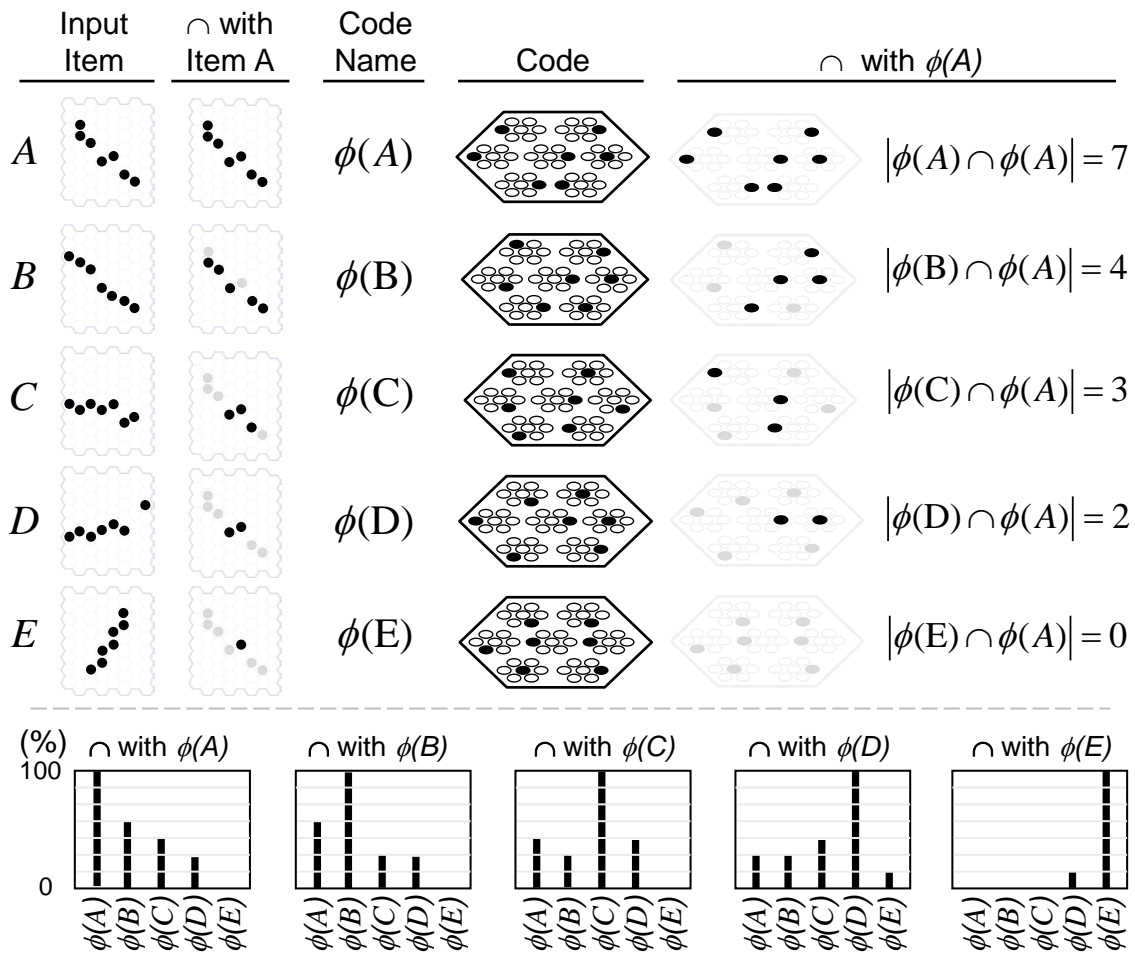 Input Item
∩ with Item A
Code Name
Code
∩ with ϕ(A)
A
ϕ(A)
|ϕ(A) ∩ ϕ(A)| = 7
B
ϕ(B)
|ϕ(B) ∩ ϕ(A)| = 4
C
ϕ(C)
|ϕ(C) ∩ ϕ(A)| = 3
D
ϕ(D)
|ϕ(D) ∩ ϕ(A)| = 2
E
ϕ(E)
|ϕ(E) ∩ ϕ(A)| = 0
(%)
100
0
∩ with ϕ(A)
ϕ(A) ϕ(B) ϕ(C) ϕ(D) ϕ(E)
∩ with ϕ(B)
ϕ(A) ϕ(B) ϕ(C) ϕ(D) ϕ(E)
∩ with ϕ(C)
ϕ(A) ϕ(B) ϕ(C) ϕ(D) ϕ(E)
∩ with ϕ(D)
ϕ(A) ϕ(B) ϕ(C) ϕ(D) ϕ(E)
∩ with ϕ(E)
ϕ(A) ϕ(B) ϕ(C) ϕ(D) ϕ(E)